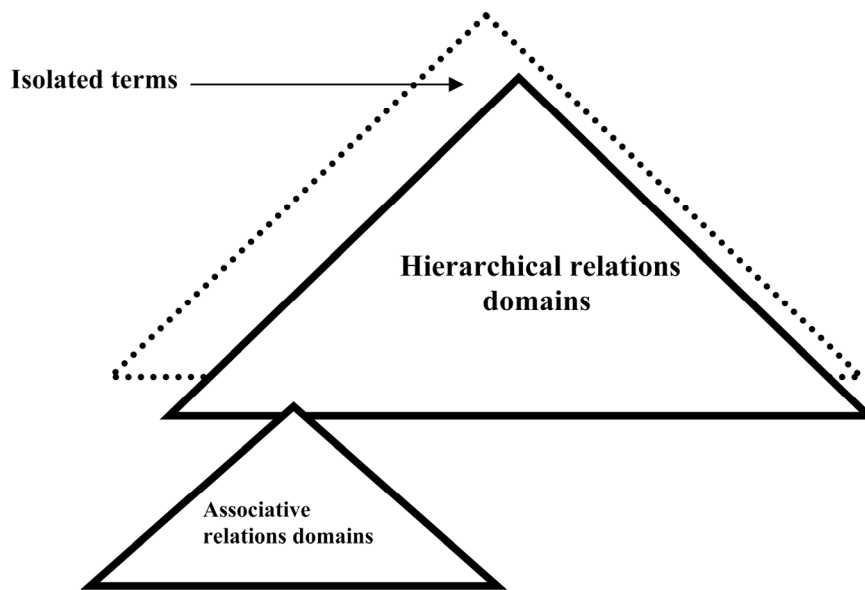 Isolated terms
Hierarchical relations
domains
Associative
relations domains